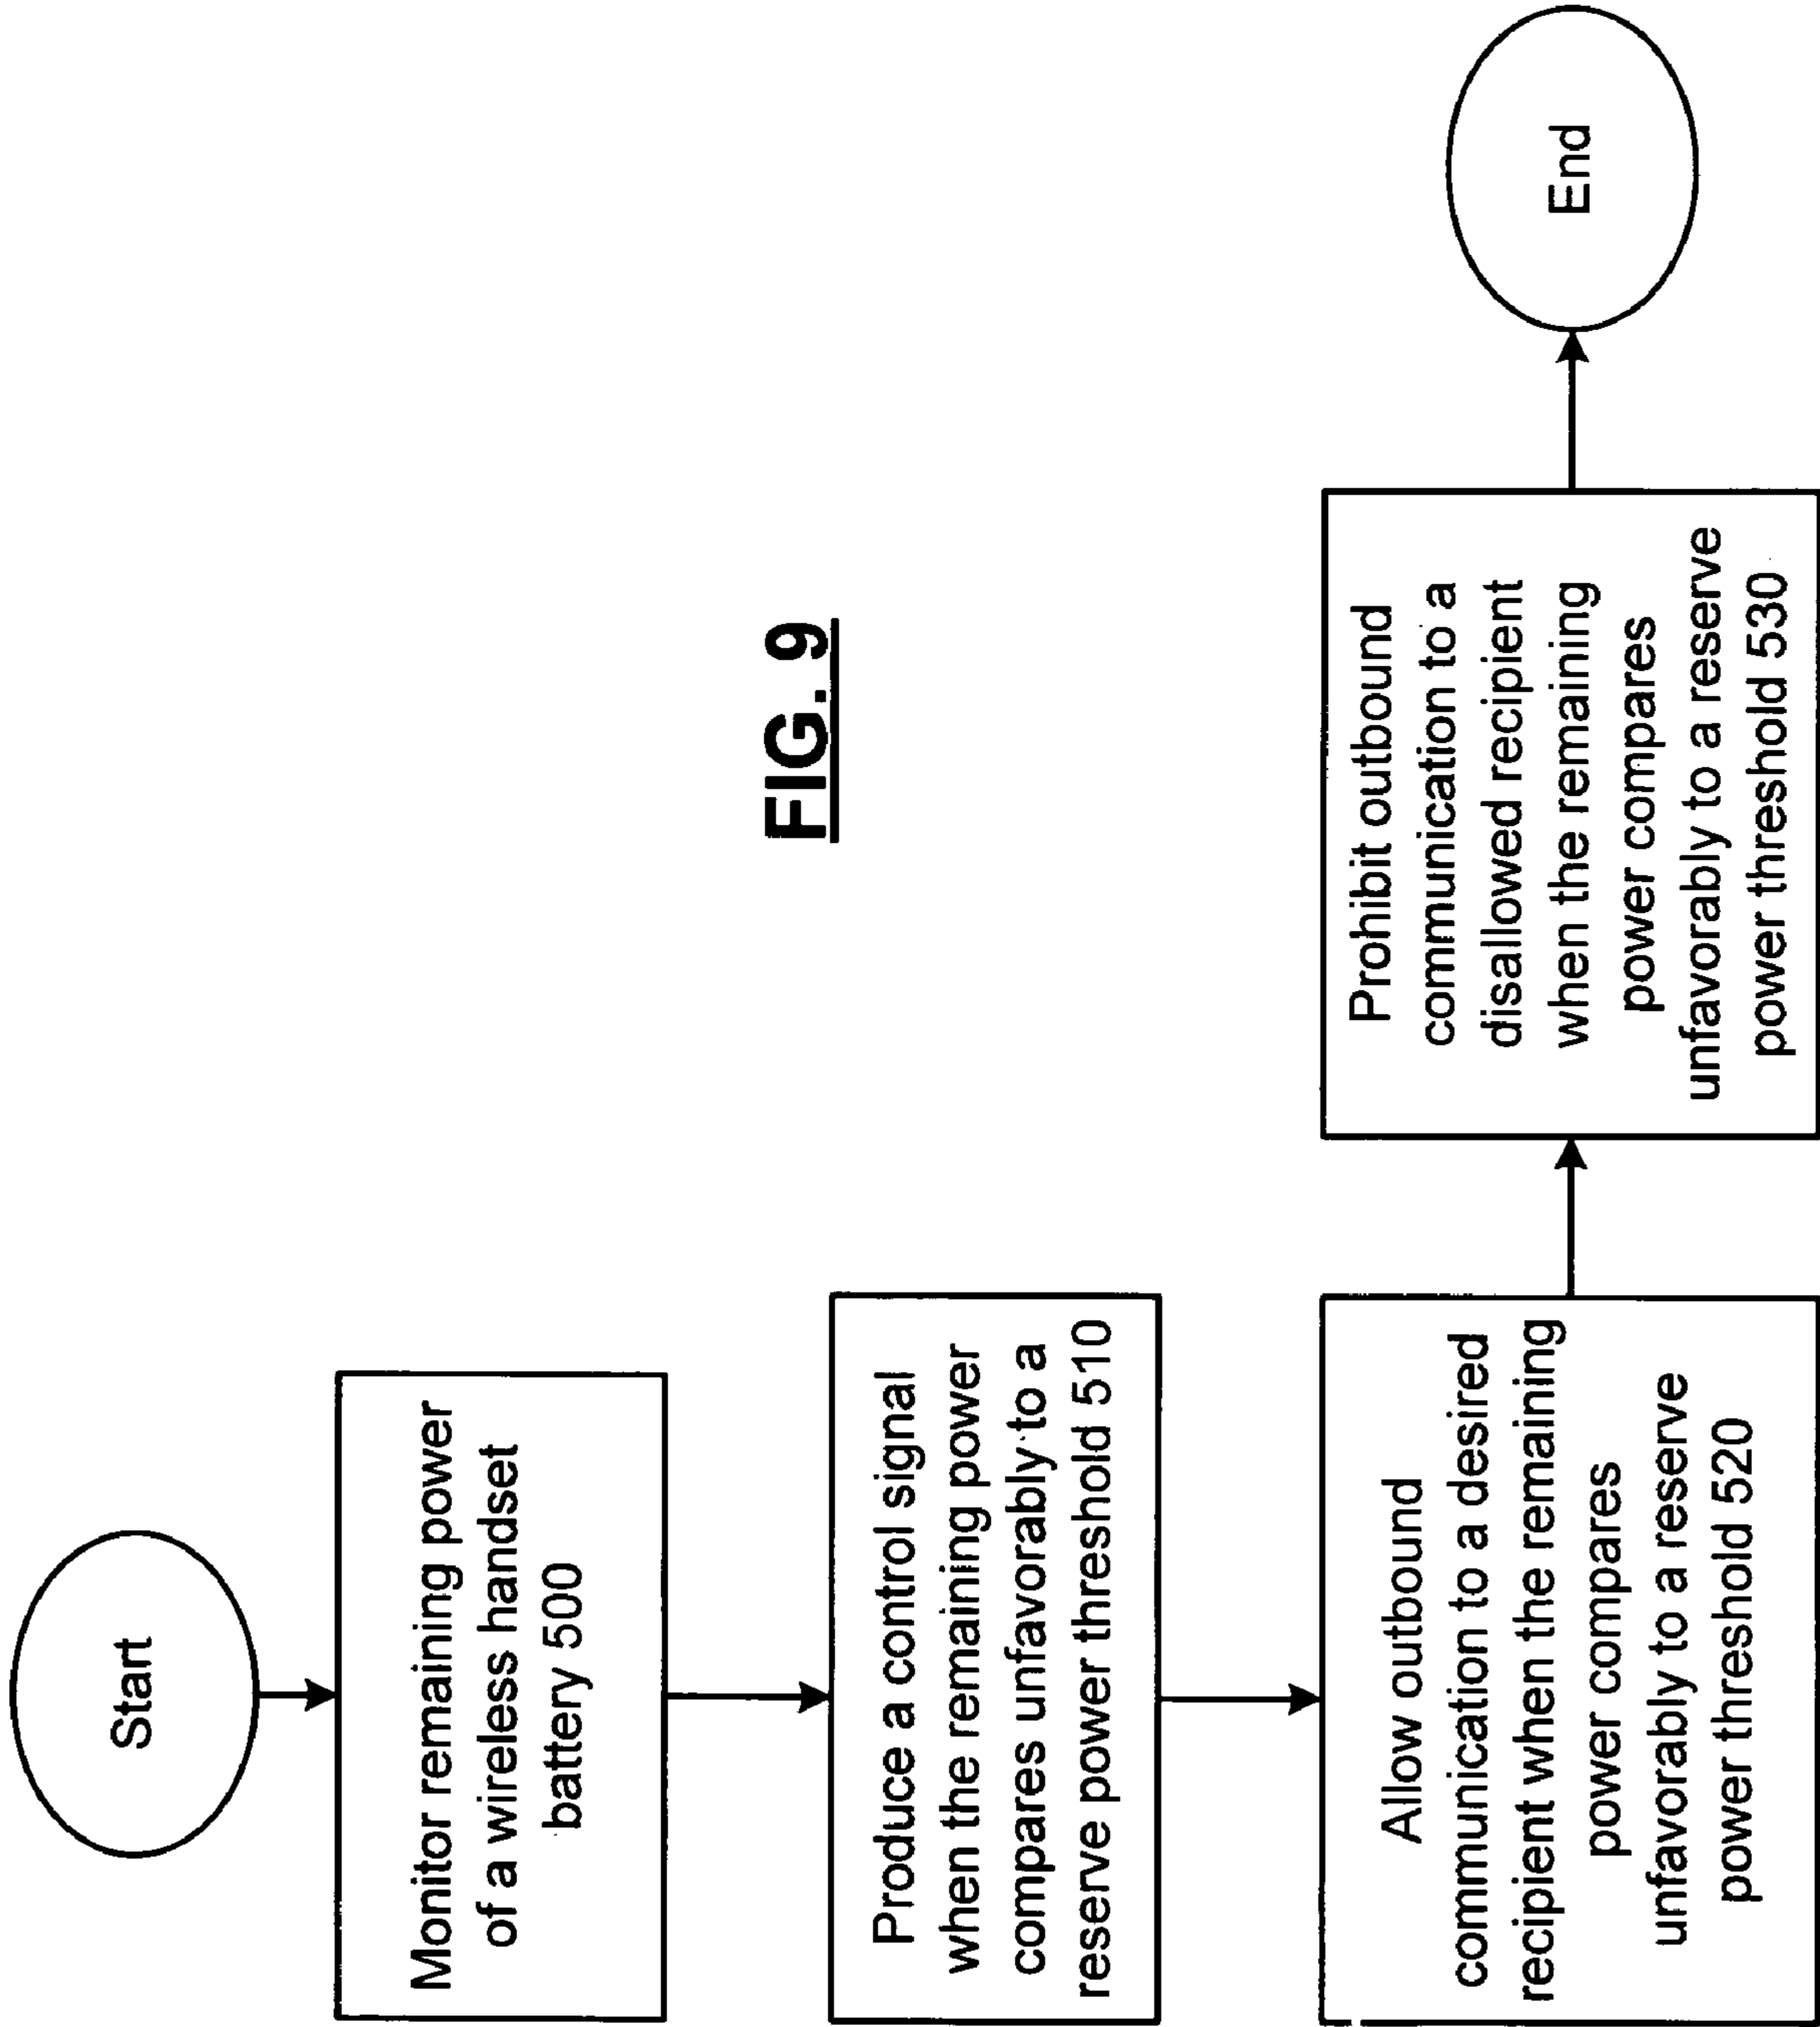 Start
Monitor remaining power
of a wireless handset
battery 500
Produce a control signal
when the remaining power
compares unfavorably to a
reserve power threshold 510
Allow outbound
communication to a desired
recipient when the remaining
power compares
unfavorably to a reserve
power threshold 520
Prohibit outbound
communication to a
disallowed recipient
when the remaining
power compares
unfavorably to a reserve
power threshold 530
End
FIG. 9